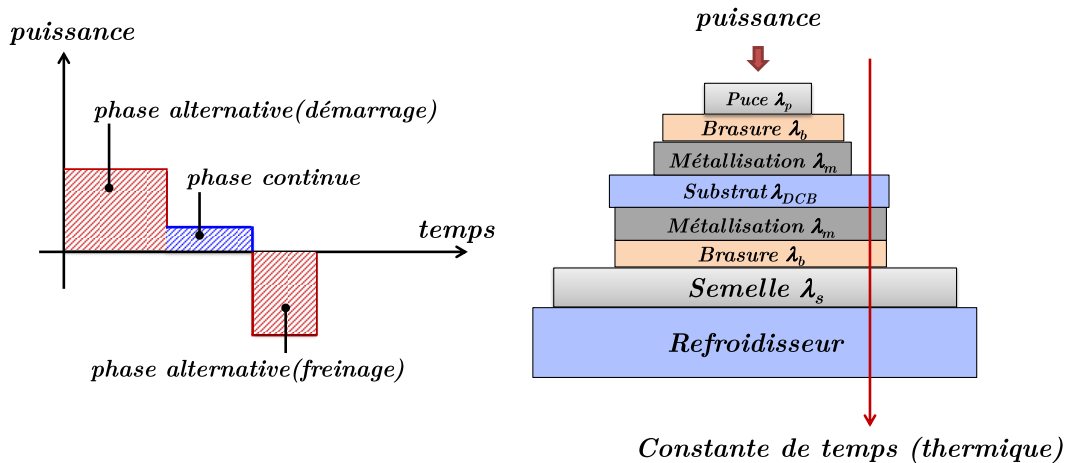 puissance
phase alternative(démarrage)
phase continue
temps
phase alternative(freinage)
puissance
Puce λp
Brasure λb
Métallisation λm
Substrat λDCB
Métallisation λm
Brasure λb
Semelle λs
Refroidisseur
Constante de temps (thermique)